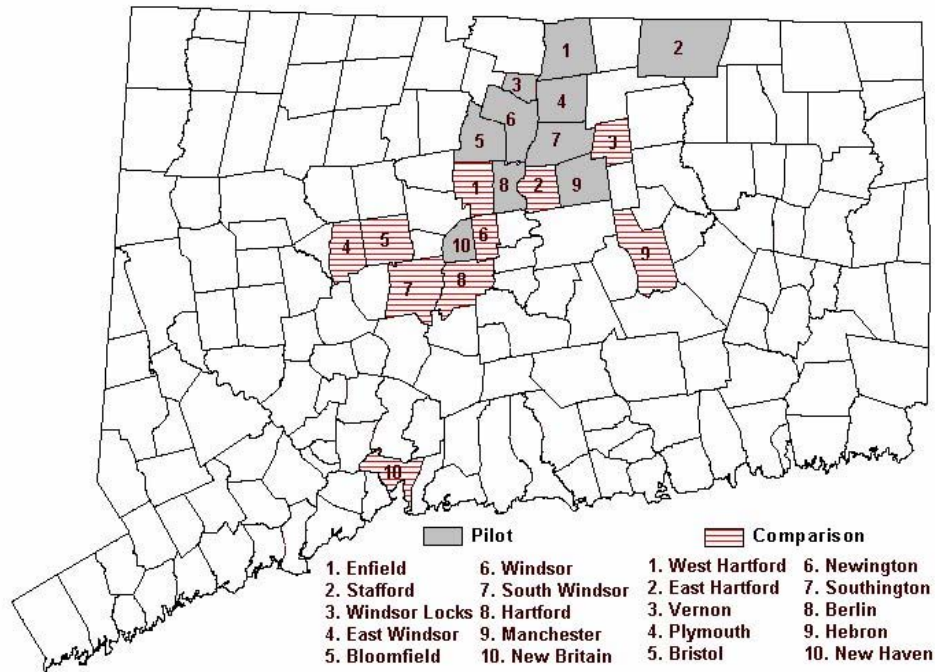 1
2
3
4
6
5
7
3
1
8
2
9
4
5
10
6
9
7
8
10
Pilot
Comparison
1. Enfield 6. Windsor 1. West Hartford 6. Newington
2. Stafford 7. South Windsor 2. East Hartford 7. Southington
3. Windsor Locks 8. Hartford 3. Vernon 8. Berlin
4. East Windsor 9. Manchester 4. Plymouth 9. Hebron
5. Bloomfield 10. New Britain 5. Bristol 10. New Haven